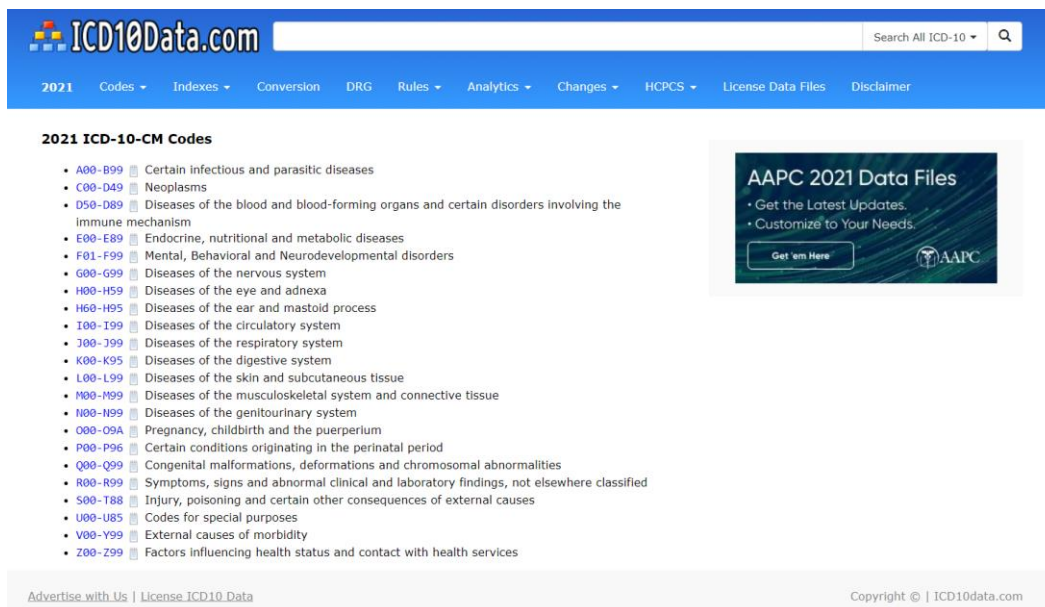 ICD10Data.com
Search All ICD-10
2021 Codes Indexes Conversion DRG Rules Analytics Changes HCPCS License Data Files Disclaimer
2021 ICD-10-CM Codes
• A00-B99 Certain infectious and parasitic diseases
• C00-D49 Neoplasms
• D50-D89 Diseases of the blood and blood-forming organs and certain disorders involving the
immune mechanism
• E00-E89 Endocrine, nutritional and metabolic diseases
• F01-F99 Mental, Behavioral and Neurodevelopmental disorders
• G00-G99 Diseases of the nervous system
• H00-H59 Diseases of the eye and adnexa
• H60-H95 Diseases of the ear and mastoid process
• I00-I99 Diseases of the circulatory system
• J00-J99 Diseases of the respiratory system
• K00-K95 Diseases of the digestive system
• L00-L99 Diseases of the skin and subcutaneous tissue
• M00-M99 Diseases of the musculoskeletal system and connective tissue
• N00-N99 Diseases of the genitourinary system
• O00-O9A Pregnancy, childbirth and the puerperium
• P00-P96 Certain conditions originating in the perinatal period
• Q00-Q99 Congenital malformations, deformations and chromosomal abnormalities
• R00-R99 Symptoms, signs and abnormal clinical and laboratory findings, not elsewhere classified
• S00-T88 Injury, poisoning and certain other consequences of external causes
• U00-U85 Codes for special purposes
• V00-Y99 External causes of morbidity
• Z00-Z99 Factors influencing health status and contact with health services
AAPC 2021 Data Files
• Get the Latest Updates.
• Customize to Your Needs.
Get 'em Here
AAPC
Advertise with Us | License ICD10 Data
Copyright © | ICD10data.com